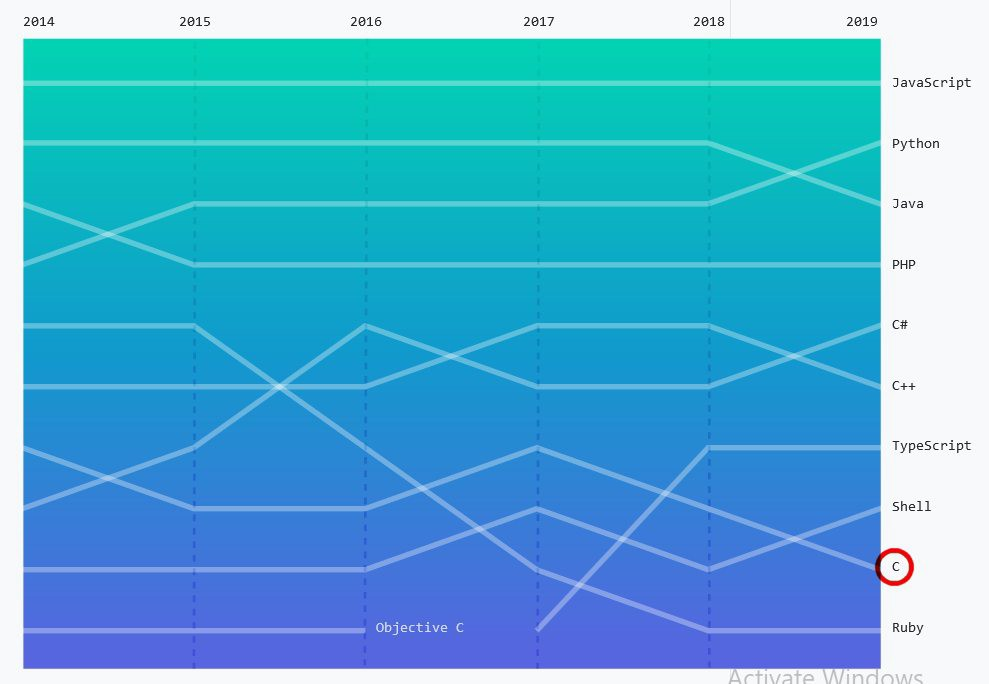 2014 2015 2016 2017 2018 2019
JavaScript
Python
Java
PHP
C#
C++
TypeScript
Shell
C
Objective C Ruby
Activate Windows